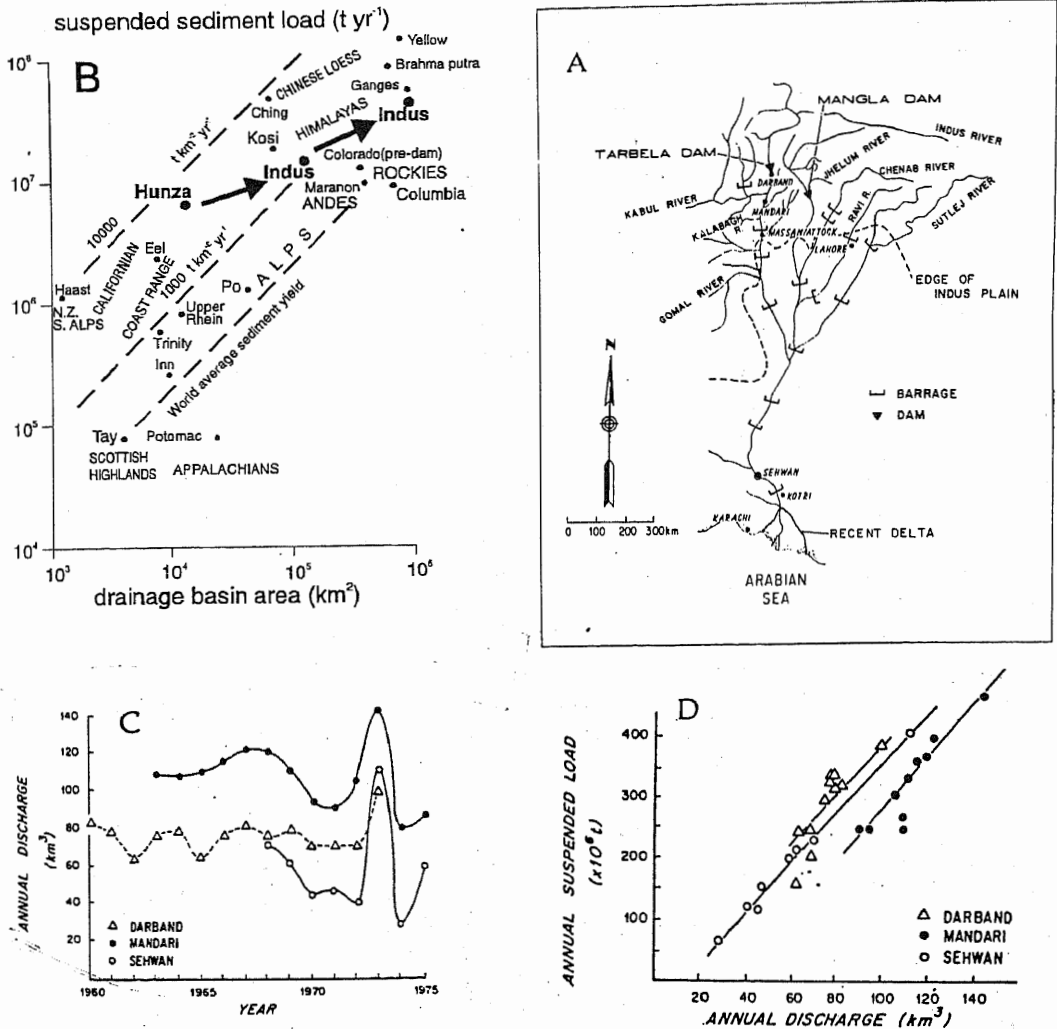 suspended sediment load (t yr⁻¹)
B
10⁸
10⁷
10⁶
10⁵
10⁴
Yellow
Brahma putra
CHINESE LOESS
Ganges
Indus
Ching
HIMALAYAS
Kosi
t km⁻² yr⁻¹
10000
Indus
Colorado(pre-dam)
ROCKIES
Maranon
ANDES
Columbia
Hunza
Eel
CALIFORNIAN
COAST RANGE
1000 t km⁻² yr⁻¹
Haast
N.Z.
S. ALPS
Po
ALPS
Upper
Rhein
Trinity
Inn
World average sediment yield
Tay
Potomac
SCOTTISH
HIGHLANDS
APPALACHIANS
10³
10⁴
10⁵
10⁶
drainage basin area (km²)
A
MANGLA DAM
TARBELA DAM
INDUS RIVER
JHELUM RIVER
CHENAB RIVER
DARBAND
KABUL RIVER
MANDARI
RAVI R.
SUTLEJ RIVER
KALABAGH
R.
MASSAN/ATTOCK
LAHORE
GOMAL RIVER
EDGE OF
INDUS PLAIN
N
BARRAGE
DAM
SEHWAN
KOTRI
0 150 300km
KARACHI
RECENT DELTA
ARABIAN
SEA
C
ANNUAL DISCHARGE
(km³)
140
120
100
80
60
40
20
DARBAND
MANDARI
SEHWAN
1960 1965 1970 1975
YEAR
D
ANNUAL SUSPENDED LOAD
(x10⁶t)
400
300
200
100
DARBAND
MANDARI
SEHWAN
20 40 60 80 100 120 140
ANNUAL DISCHARGE (km³)